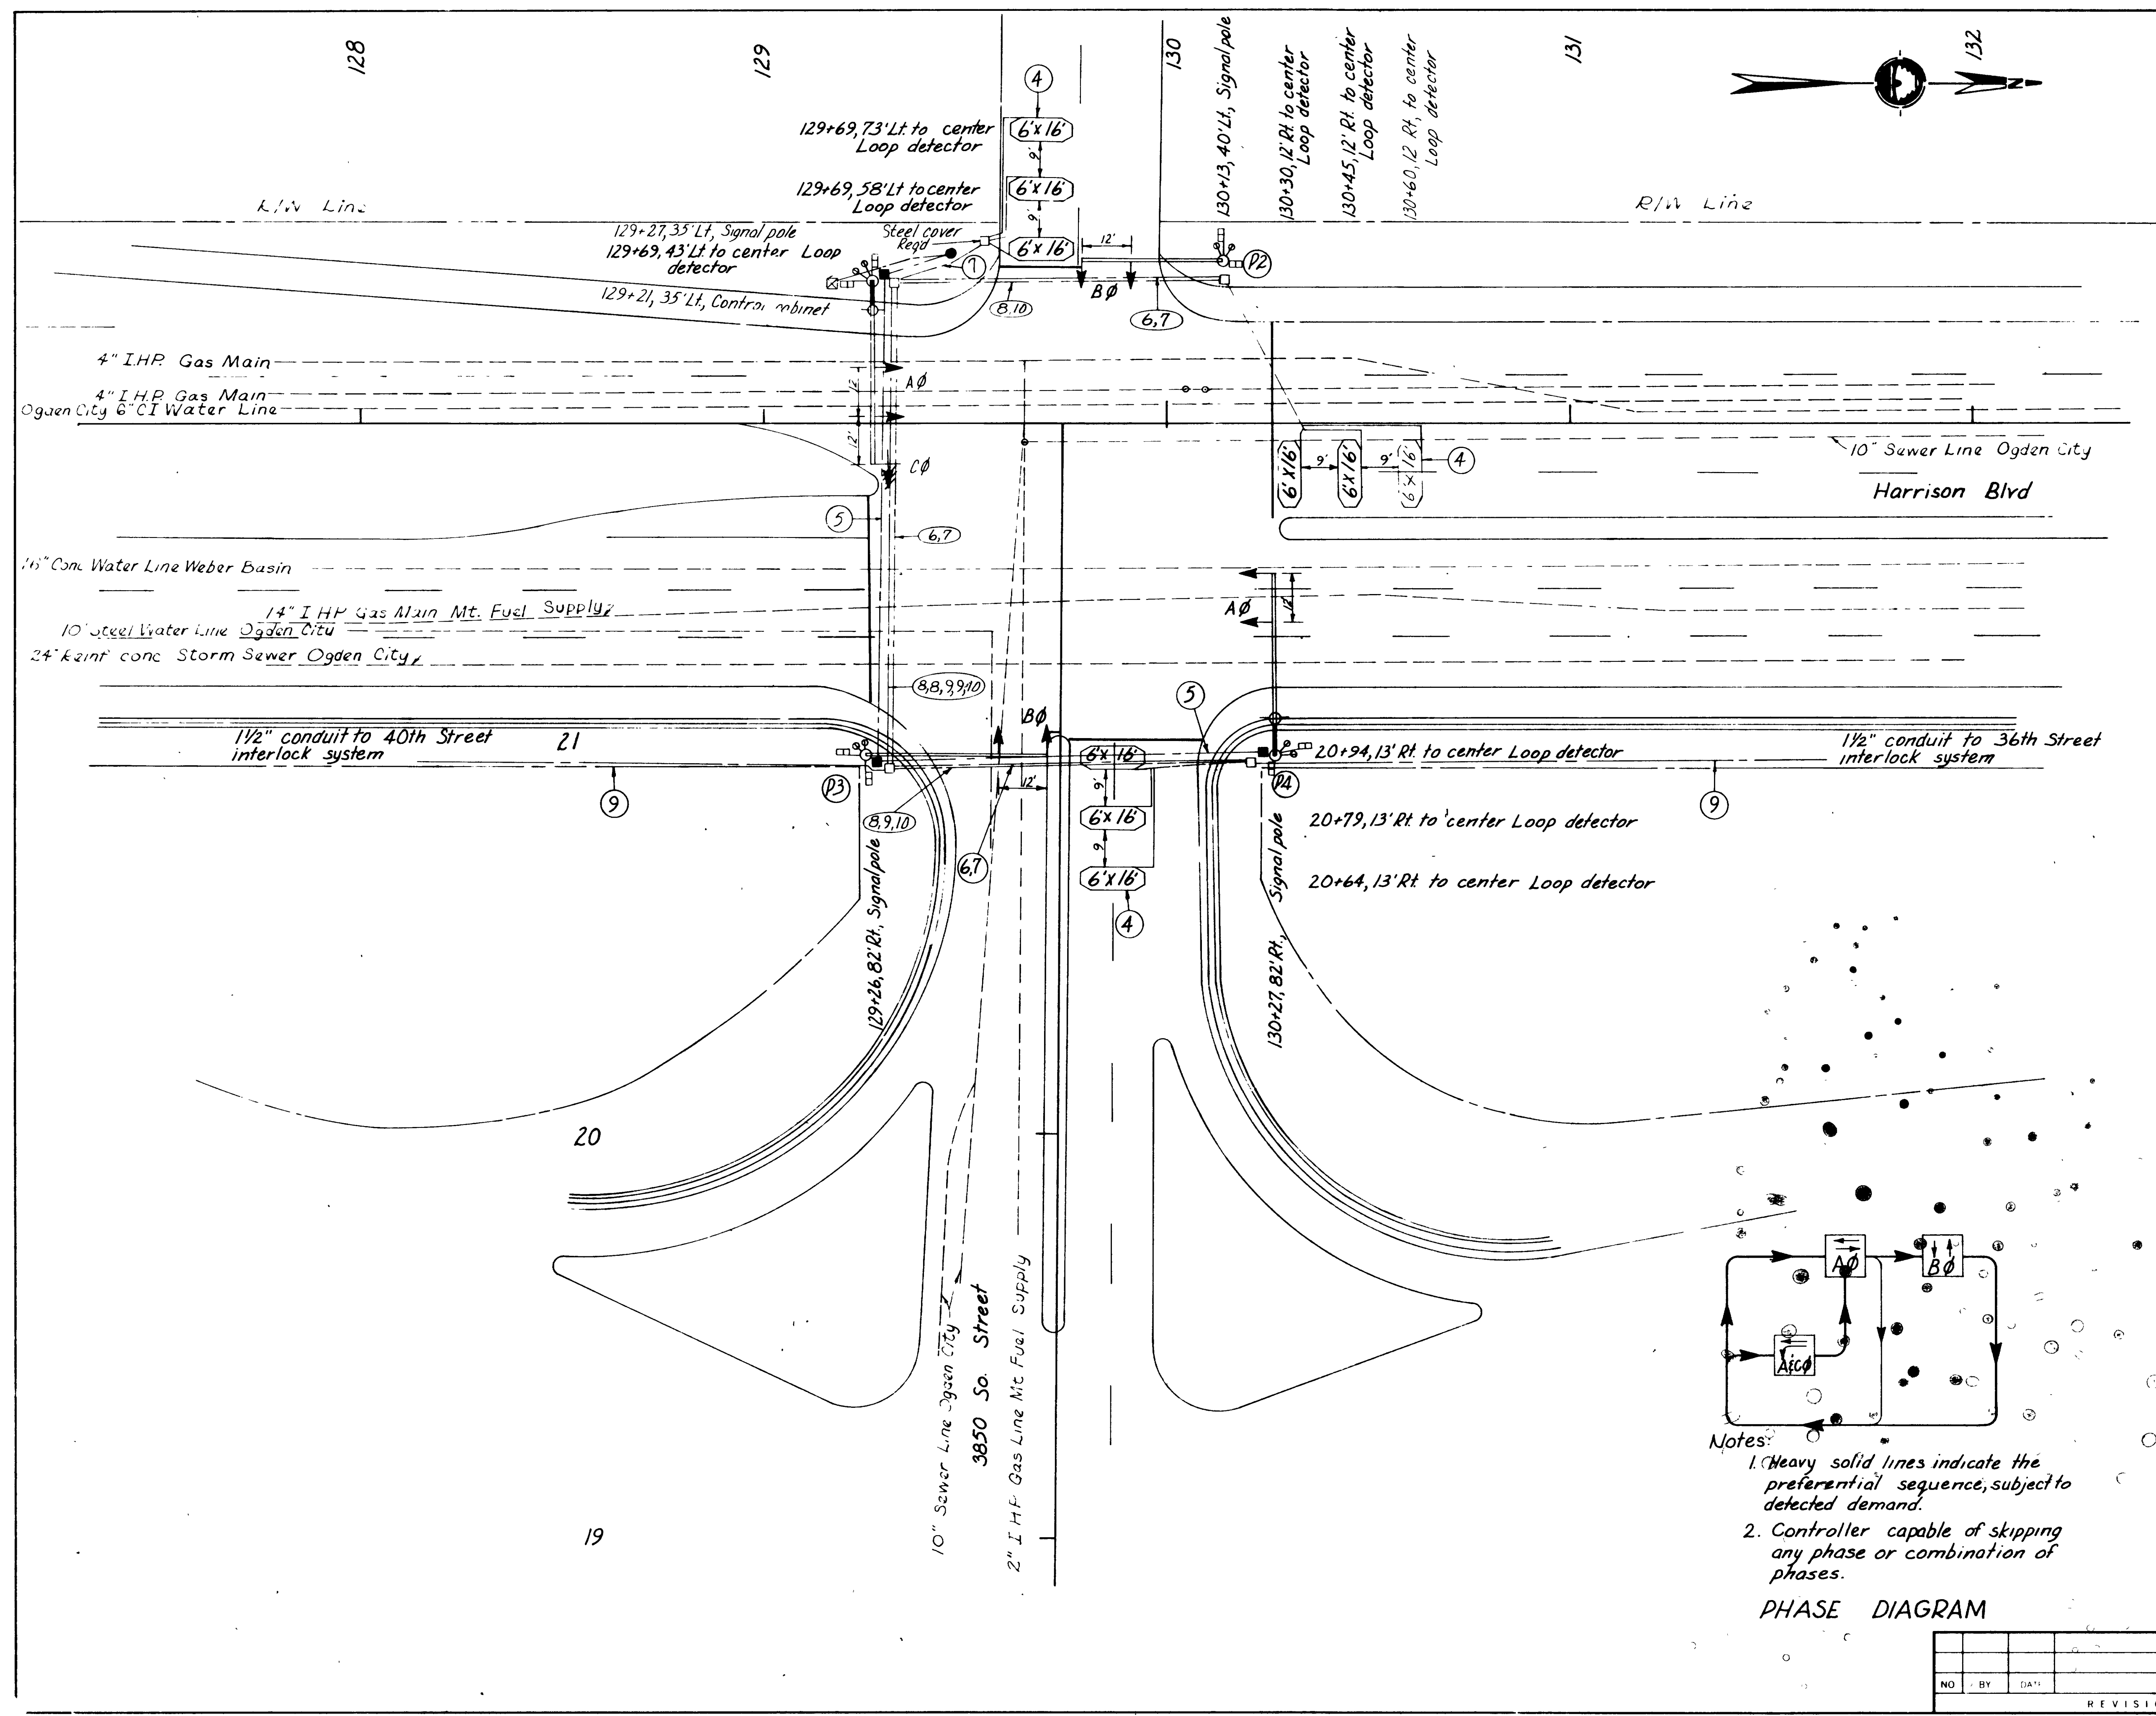 128
129
130
131
132
130+13, 40'Lt., Signal pole
130+30, 12' Rt. to center
Loop detector
130+45, 12' Rt. to center
Loop detector
130+60, 12 Rt, to center
Loop detector
N
4
129+69, 73'Lt. to center
Loop detector
6'x16'
9'
129+69, 58'Lt to center
Loop detector
6'x16'
9'
6'x16'
R/W Line
R/W Line
129+27, 35'Lt, Signal pole
Steel cover
Req'd
129+69, 43'Lt. to center Loop
detector
7
12'
P2
129+21, 35'Lt., Control
8,10
BØ
6,7
4" I.H.P. Gas Main
4" I.H.P. Gas Main
Ogden City 6" C I Water Line
12'
AØ
12'
CØ
6'x16'
9'
6'x16'
9'
6'x16'
4
10" Sewer Line Ogden City
Harrison Blvd
5
6,7
16" Conc Water Line Weber Basin
14" I HP Gas Main Mt. Fuel Supply
10" Steel Water Line Ogden City
24" Reinf conc Storm Sewer Ogden City
AØ
12'
8,8,9,9,10
5
BØ
1½" conduit to 40th Street
interlock system
21
6'x16'
20+94, 13' Rt to center Loop detector
1½" conduit to 36th Street
interlock system
P3
9
12'
9'
P4
9
8,9,10
6'x16'
20+79, 13' Rt. to center Loop detector
6,7
9
6'x16'
20+64, 13' Rt. to center Loop detector
4
129+26, 82' Rt., Signal pole
130+27, 82' Rt., Signal pole
20
19
10" Sewer Line Ogden City
3850 So. Street
2" I HP Gas Line Mt Fuel Supply
AØ
BØ
A&CØ
Notes:
1. Heavy solid lines indicate the
preferential sequence, subject to
detected demand.
2. Controller capable of skipping
any phase or combination of
phases.
PHASE DIAGRAM
NO BY DATE